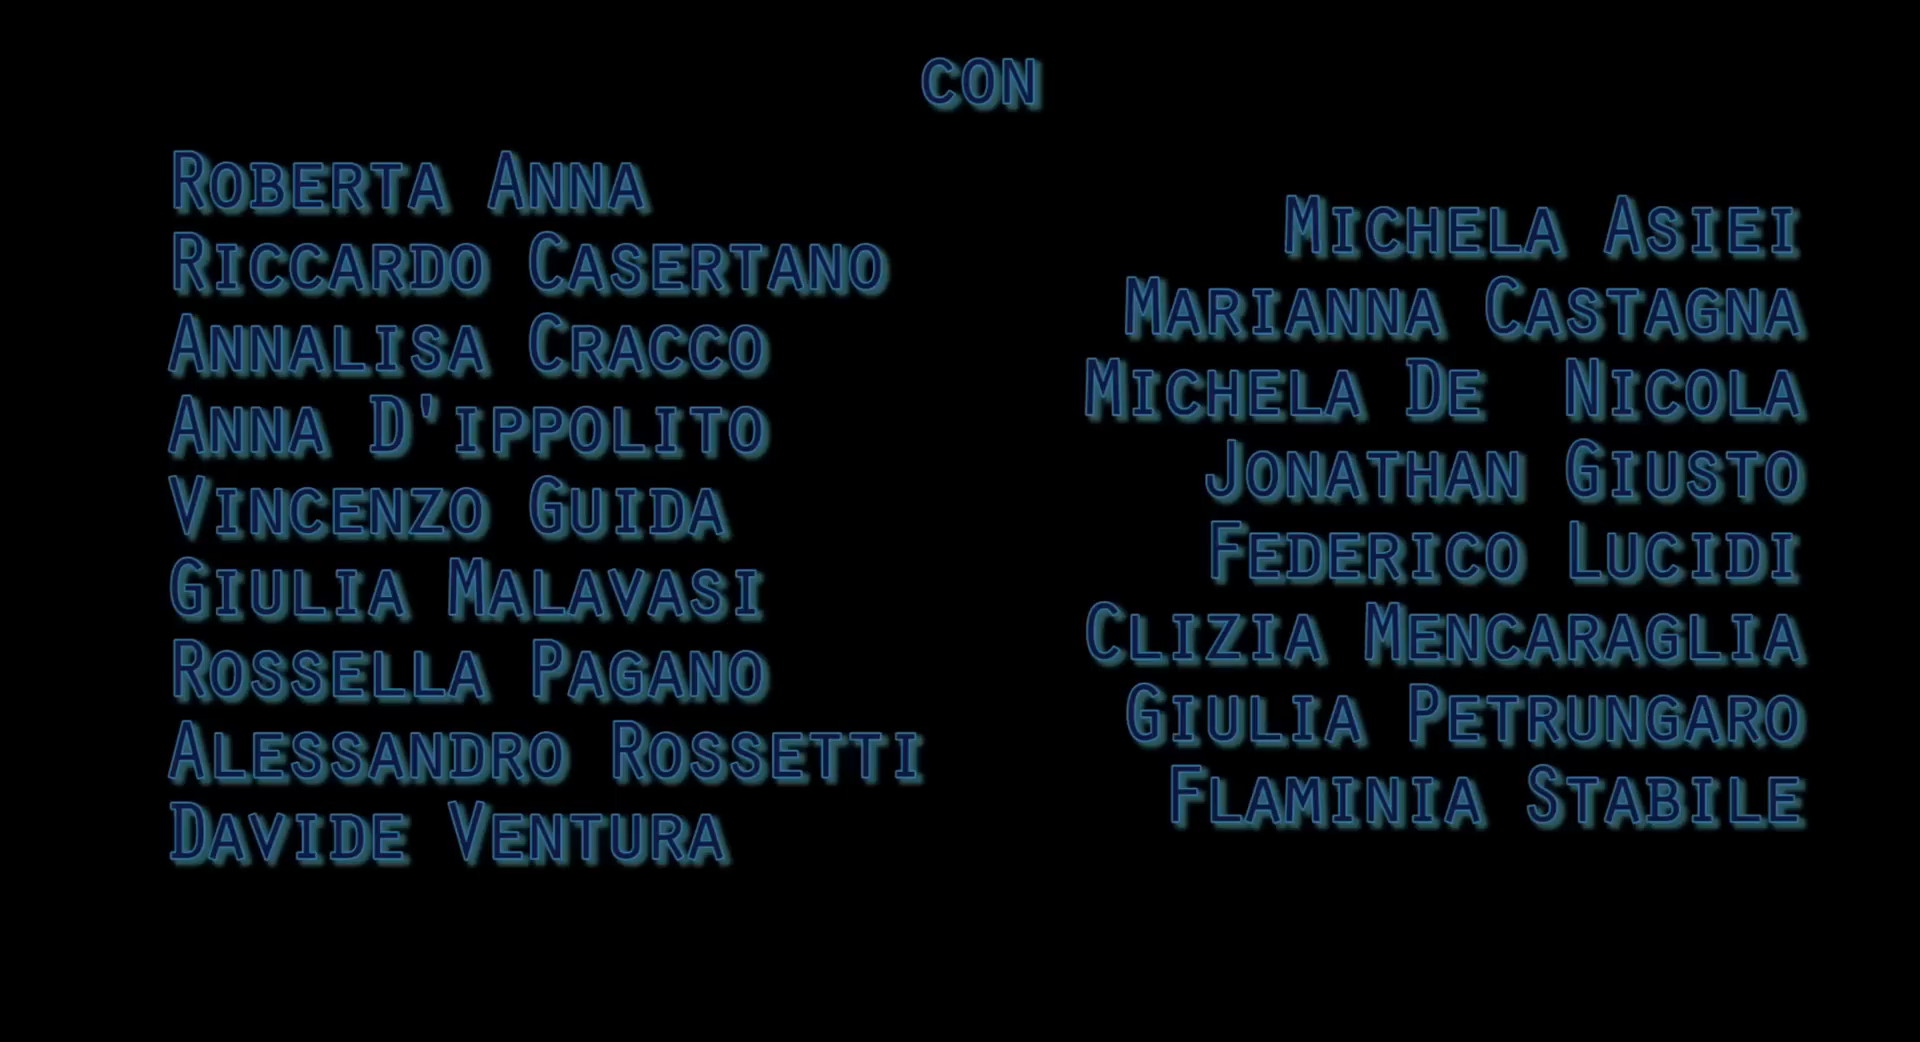 CON
ROBERTA ANNA
RICCARDO CASERTANO
ANNALISA CRACCO
ANNA D'IPPOLITO
VINCENZO GUIDA
GIULIA MALAVASI
ROSSELLA PAGANO
ALESSANDRO ROSSETTI
DAVIDE VENTURA
MICHELA ASIEI
MARIANNA CASTAGNA
MICHELA DE NICOLA
JONATHAN GIUSTO
FEDERICO LUCIDI
CLIZIA MENCARAGLIA
GIULIA PETRUNGARO
FLAMINIA STABILE